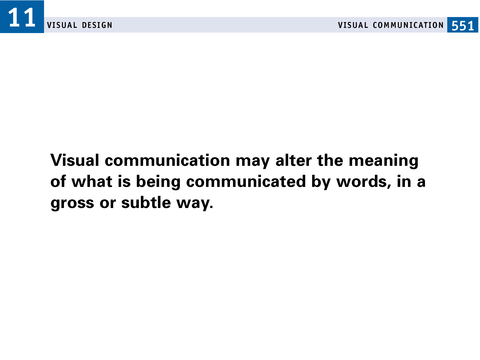 11 VISUAL DESIGN VISUAL COMMUNICATION 551
Visual communication may alter the meaning
of what is being communicated by words, in a
gross or subtle way.